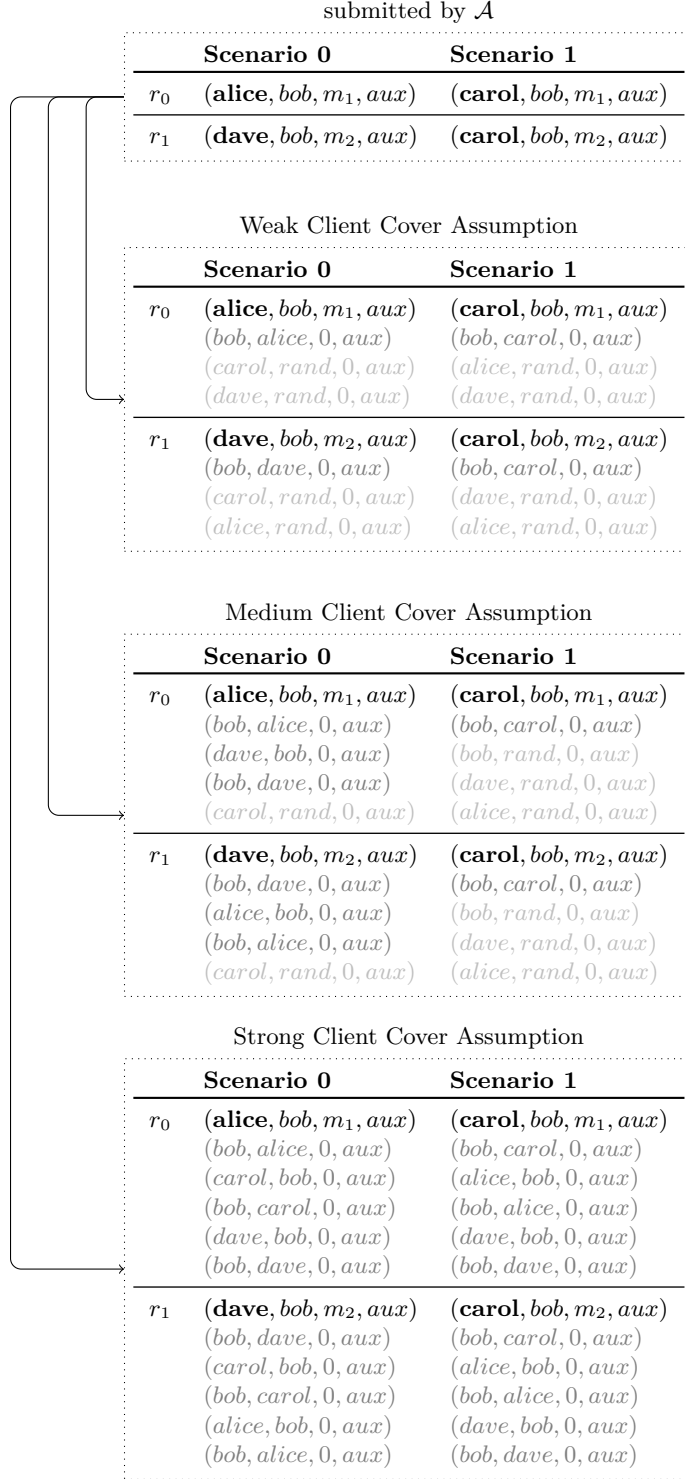 submitted by 𝒜
Scenario 0 Scenario 1
r₀ (alice, bob, m₁, aux) (carol, bob, m₁, aux)
r₁ (dave, bob, m₂, aux) (carol, bob, m₂, aux)
Weak Client Cover Assumption
Scenario 0 Scenario 1
r₀ (alice, bob, m₁, aux) (carol, bob, m₁, aux)
(bob, alice, 0, aux) (bob, carol, 0, aux)
(carol, rand, 0, aux) (alice, rand, 0, aux)
(dave, rand, 0, aux) (dave, rand, 0, aux)
r₁ (dave, bob, m₂, aux) (carol, bob, m₂, aux)
(bob, dave, 0, aux) (bob, carol, 0, aux)
(carol, rand, 0, aux) (dave, rand, 0, aux)
(alice, rand, 0, aux) (alice, rand, 0, aux)
Medium Client Cover Assumption
Scenario 0 Scenario 1
r₀ (alice, bob, m₁, aux) (carol, bob, m₁, aux)
(bob, alice, 0, aux) (bob, carol, 0, aux)
(dave, bob, 0, aux) (bob, rand, 0, aux)
(bob, dave, 0, aux) (dave, rand, 0, aux)
(carol, rand, 0, aux) (alice, rand, 0, aux)
r₁ (dave, bob, m₂, aux) (carol, bob, m₂, aux)
(bob, dave, 0, aux) (bob, carol, 0, aux)
(alice, bob, 0, aux) (bob, rand, 0, aux)
(bob, alice, 0, aux) (dave, rand, 0, aux)
(carol, rand, 0, aux) (alice, rand, 0, aux)
Strong Client Cover Assumption
Scenario 0 Scenario 1
r₀ (alice, bob, m₁, aux) (carol, bob, m₁, aux)
(bob, alice, 0, aux) (bob, carol, 0, aux)
(carol, bob, 0, aux) (alice, bob, 0, aux)
(bob, carol, 0, aux) (bob, alice, 0, aux)
(dave, bob, 0, aux) (dave, bob, 0, aux)
(bob, dave, 0, aux) (bob, dave, 0, aux)
r₁ (dave, bob, m₂, aux) (carol, bob, m₂, aux)
(bob, dave, 0, aux) (bob, carol, 0, aux)
(carol, bob, 0, aux) (alice, bob, 0, aux)
(bob, carol, 0, aux) (bob, alice, 0, aux)
(alice, bob, 0, aux) (dave, bob, 0, aux)
(bob, alice, 0, aux) (bob, dave, 0, aux)